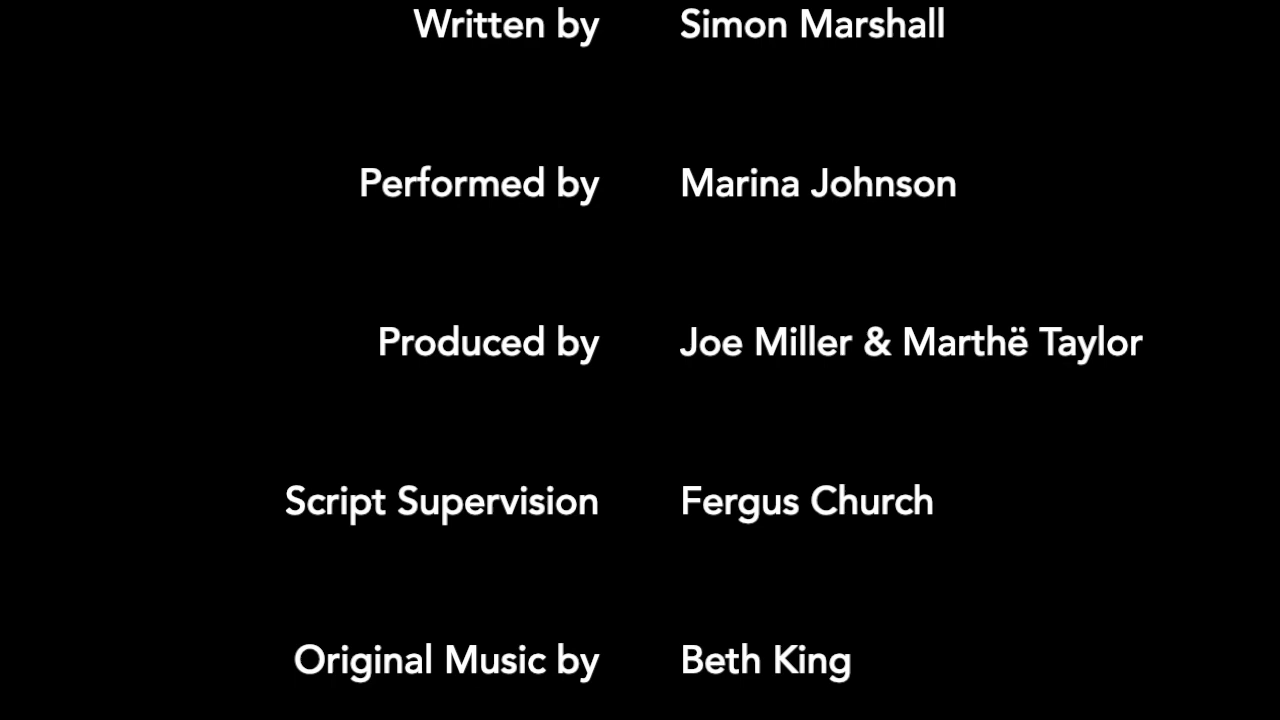 Written by Simon Marshall
Performed by Marina Johnson
Produced by Joe Miller & Marthë Taylor
Script Supervision Fergus Church
Original Music by Beth King